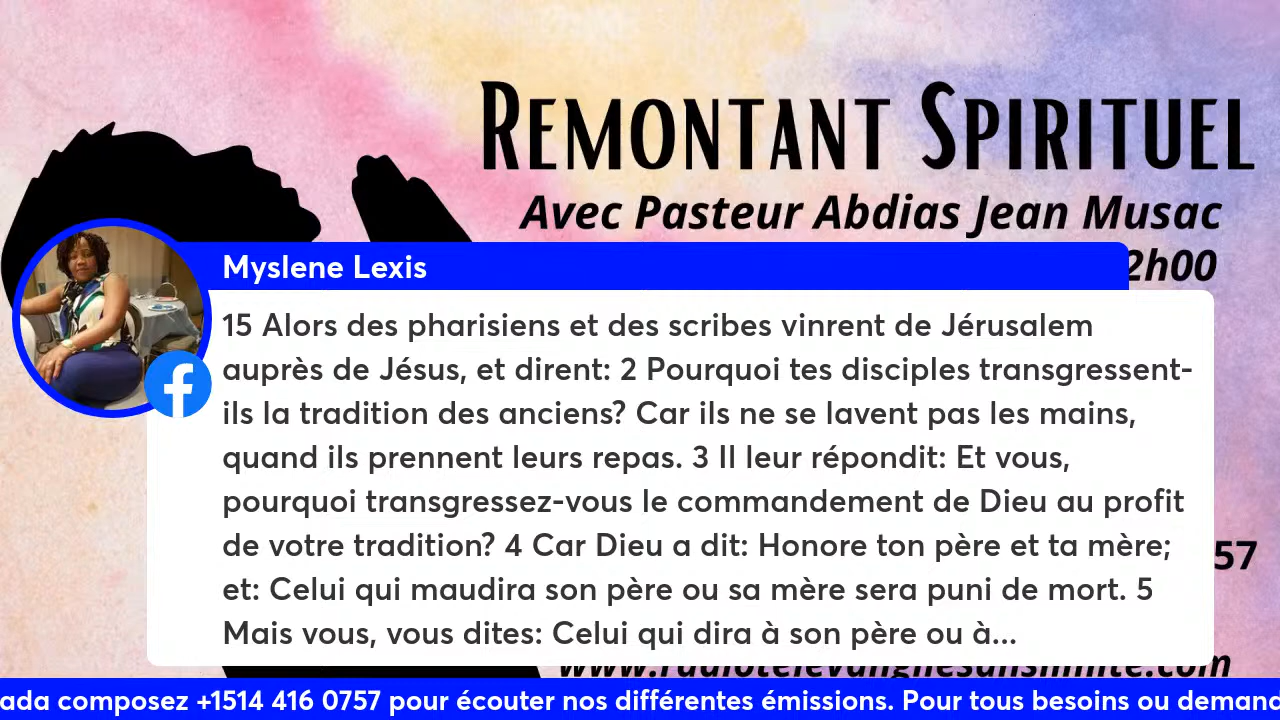 REMONTANT SPIRITUEL
Avec Pasteur Abdias Jean Musac
2h00
Myslene Lexis
15 Alors des pharisiens et des scribes vinrent de Jérusalem
auprès de Jésus, et dirent: 2 Pourquoi tes disciples transgressent-
ils la tradition des anciens? Car ils ne se lavent pas les mains,
quand ils prennent leurs repas. 3 Il leur répondit: Et vous,
pourquoi transgressez-vous le commandement de Dieu au profit
de votre tradition? 4 Car Dieu a dit: Honore ton père et ta mère;
57
et: Celui qui maudira son père ou sa mère sera puni de mort. 5
Mais vous, vous dites: Celui qui dira à son père ou à...
www.radioteleevangilesanslimite.com
ada composez +1514 416 0757 pour écouter nos différentes émissions. Pour tous besoins ou demand